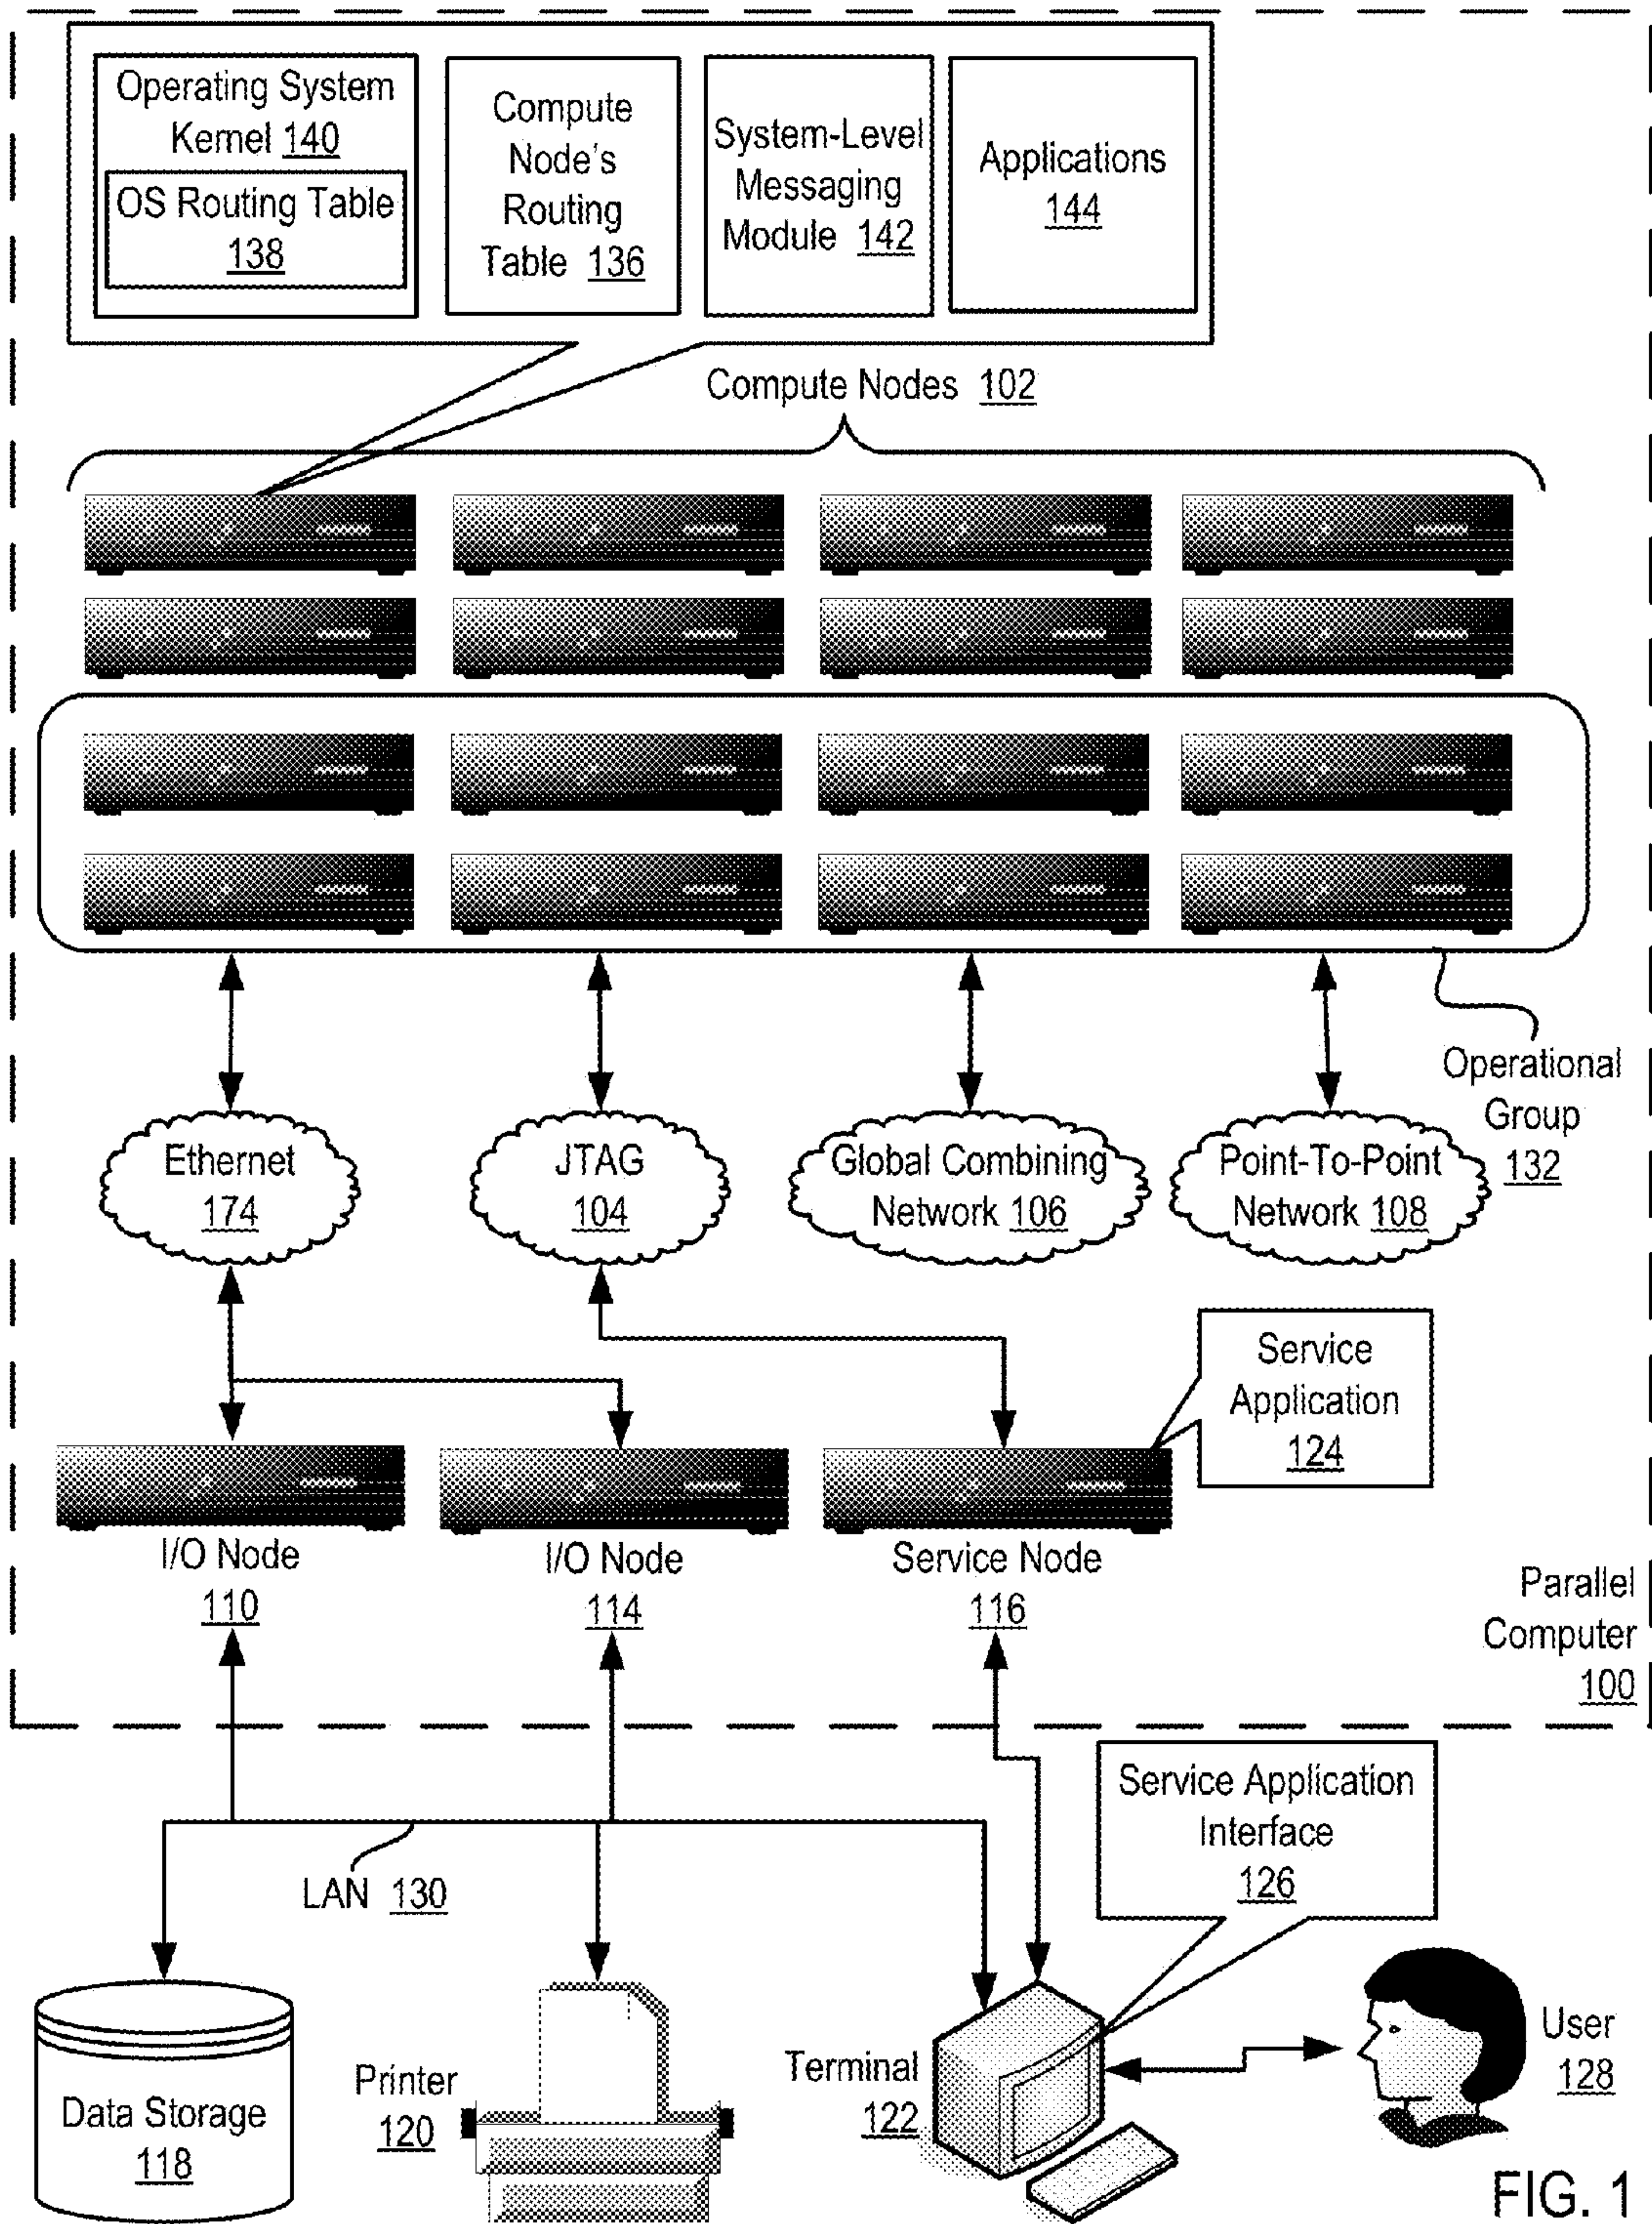 Operating System
Kernel 140
OS Routing Table
138
Compute
Node's
Routing
Table 136
System-Level
Messaging
Module 142
Applications
144
Compute Nodes 102
Operational
Group
132
Ethernet
174
JTAG
104
Global Combining
Network 106
Point-To-Point
Network 108
Service
Application
124
I/O Node
110
I/O Node
114
Service Node
116
Parallel
Computer
100
Service Application
Interface
126
LAN 130
Data Storage
118
Printer
120
Terminal
122
User
128
FIG. 1